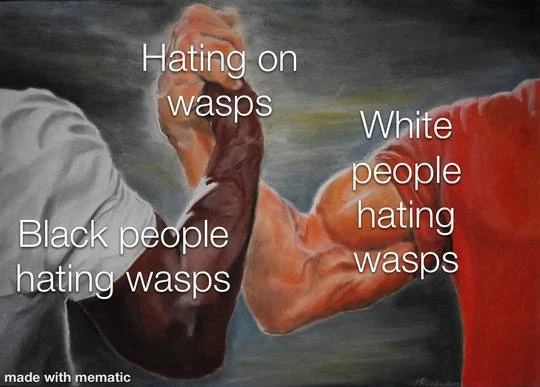 Hating on
wasps
White
people
hating
wasps
Black people
hating wasps
made with mematic